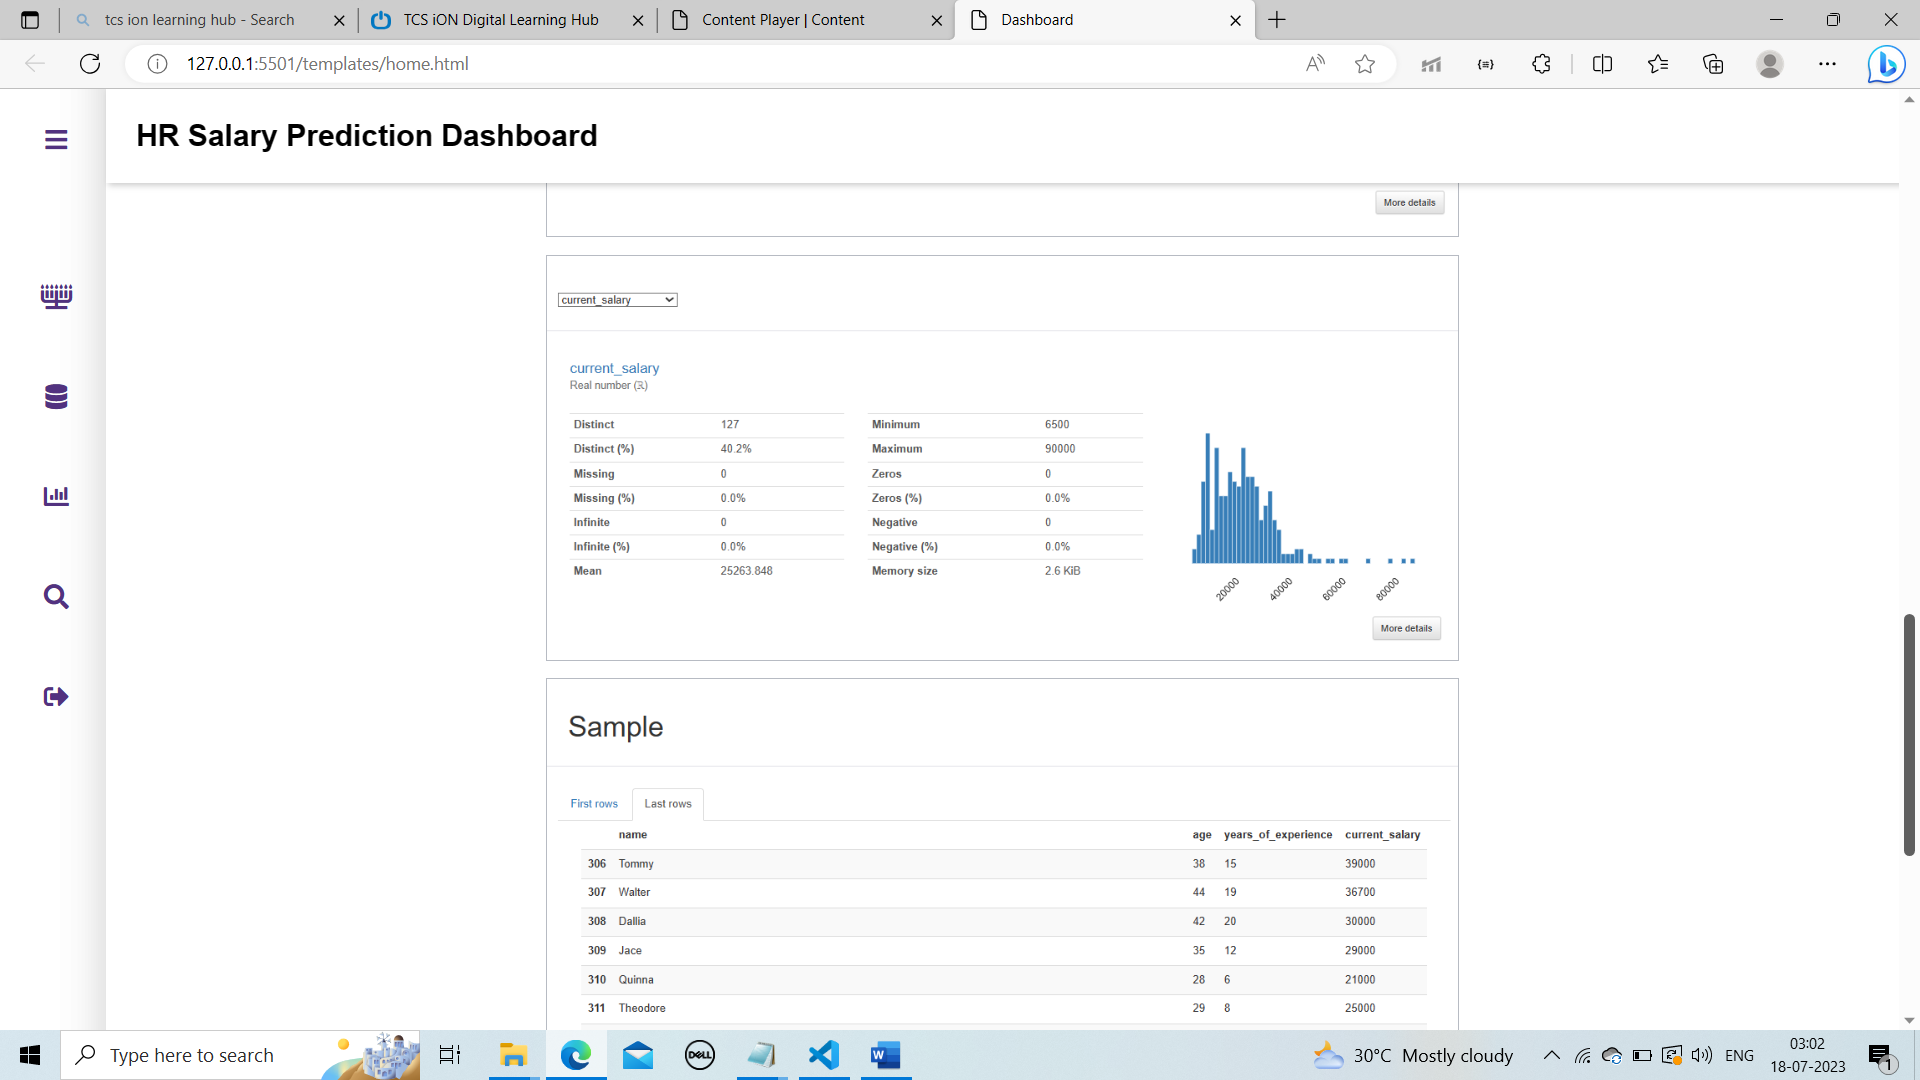 tcs ion learning hub - Search
TCS iON Digital Learning Hub
Content Player | Content
Dashboard
127.0.0.1:5501/templates/home.html
HR Salary Prediction Dashboard
More details
current_salary
current_salary
Real number (ℝ)
Distinct 127 Minimum 6500
Distinct (%) 40.2% Maximum 90000
Missing 0 Zeros 0
Missing (%) 0.0% Zeros (%) 0.0%
Infinite 0 Negative 0
Infinite (%) 0.0% Negative (%) 0.0%
Mean 25263.848 Memory size 2.6 KiB
20000 40000 60000 80000
More details
Sample
First rows Last rows
name age years_of_experience current_salary
306 Tommy 38 15 39000
307 Walter 44 19 36700
308 Dallia 42 20 30000
309 Jace 35 12 29000
310 Quinna 28 6 21000
311 Theodore 29 8 25000
Type here to search
DELL
30°C Mostly cloudy
ENG
03:02
18-07-2023
1